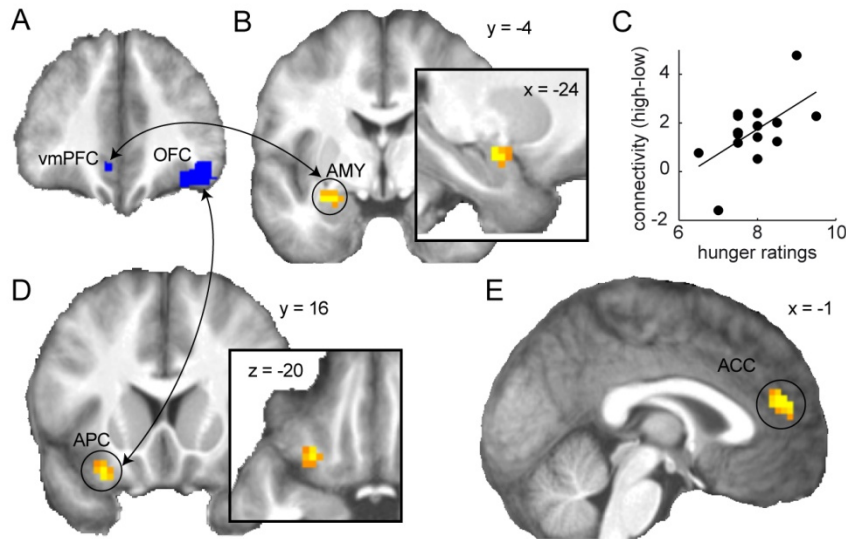 A
B
y = -4
x = -24
C
connectivity (high-low)
4
2
0
-2
6
8
10
hunger ratings
vmPFC
OFC
AMY
D
y = 16
z = -20
APC
E
x = -1
ACC